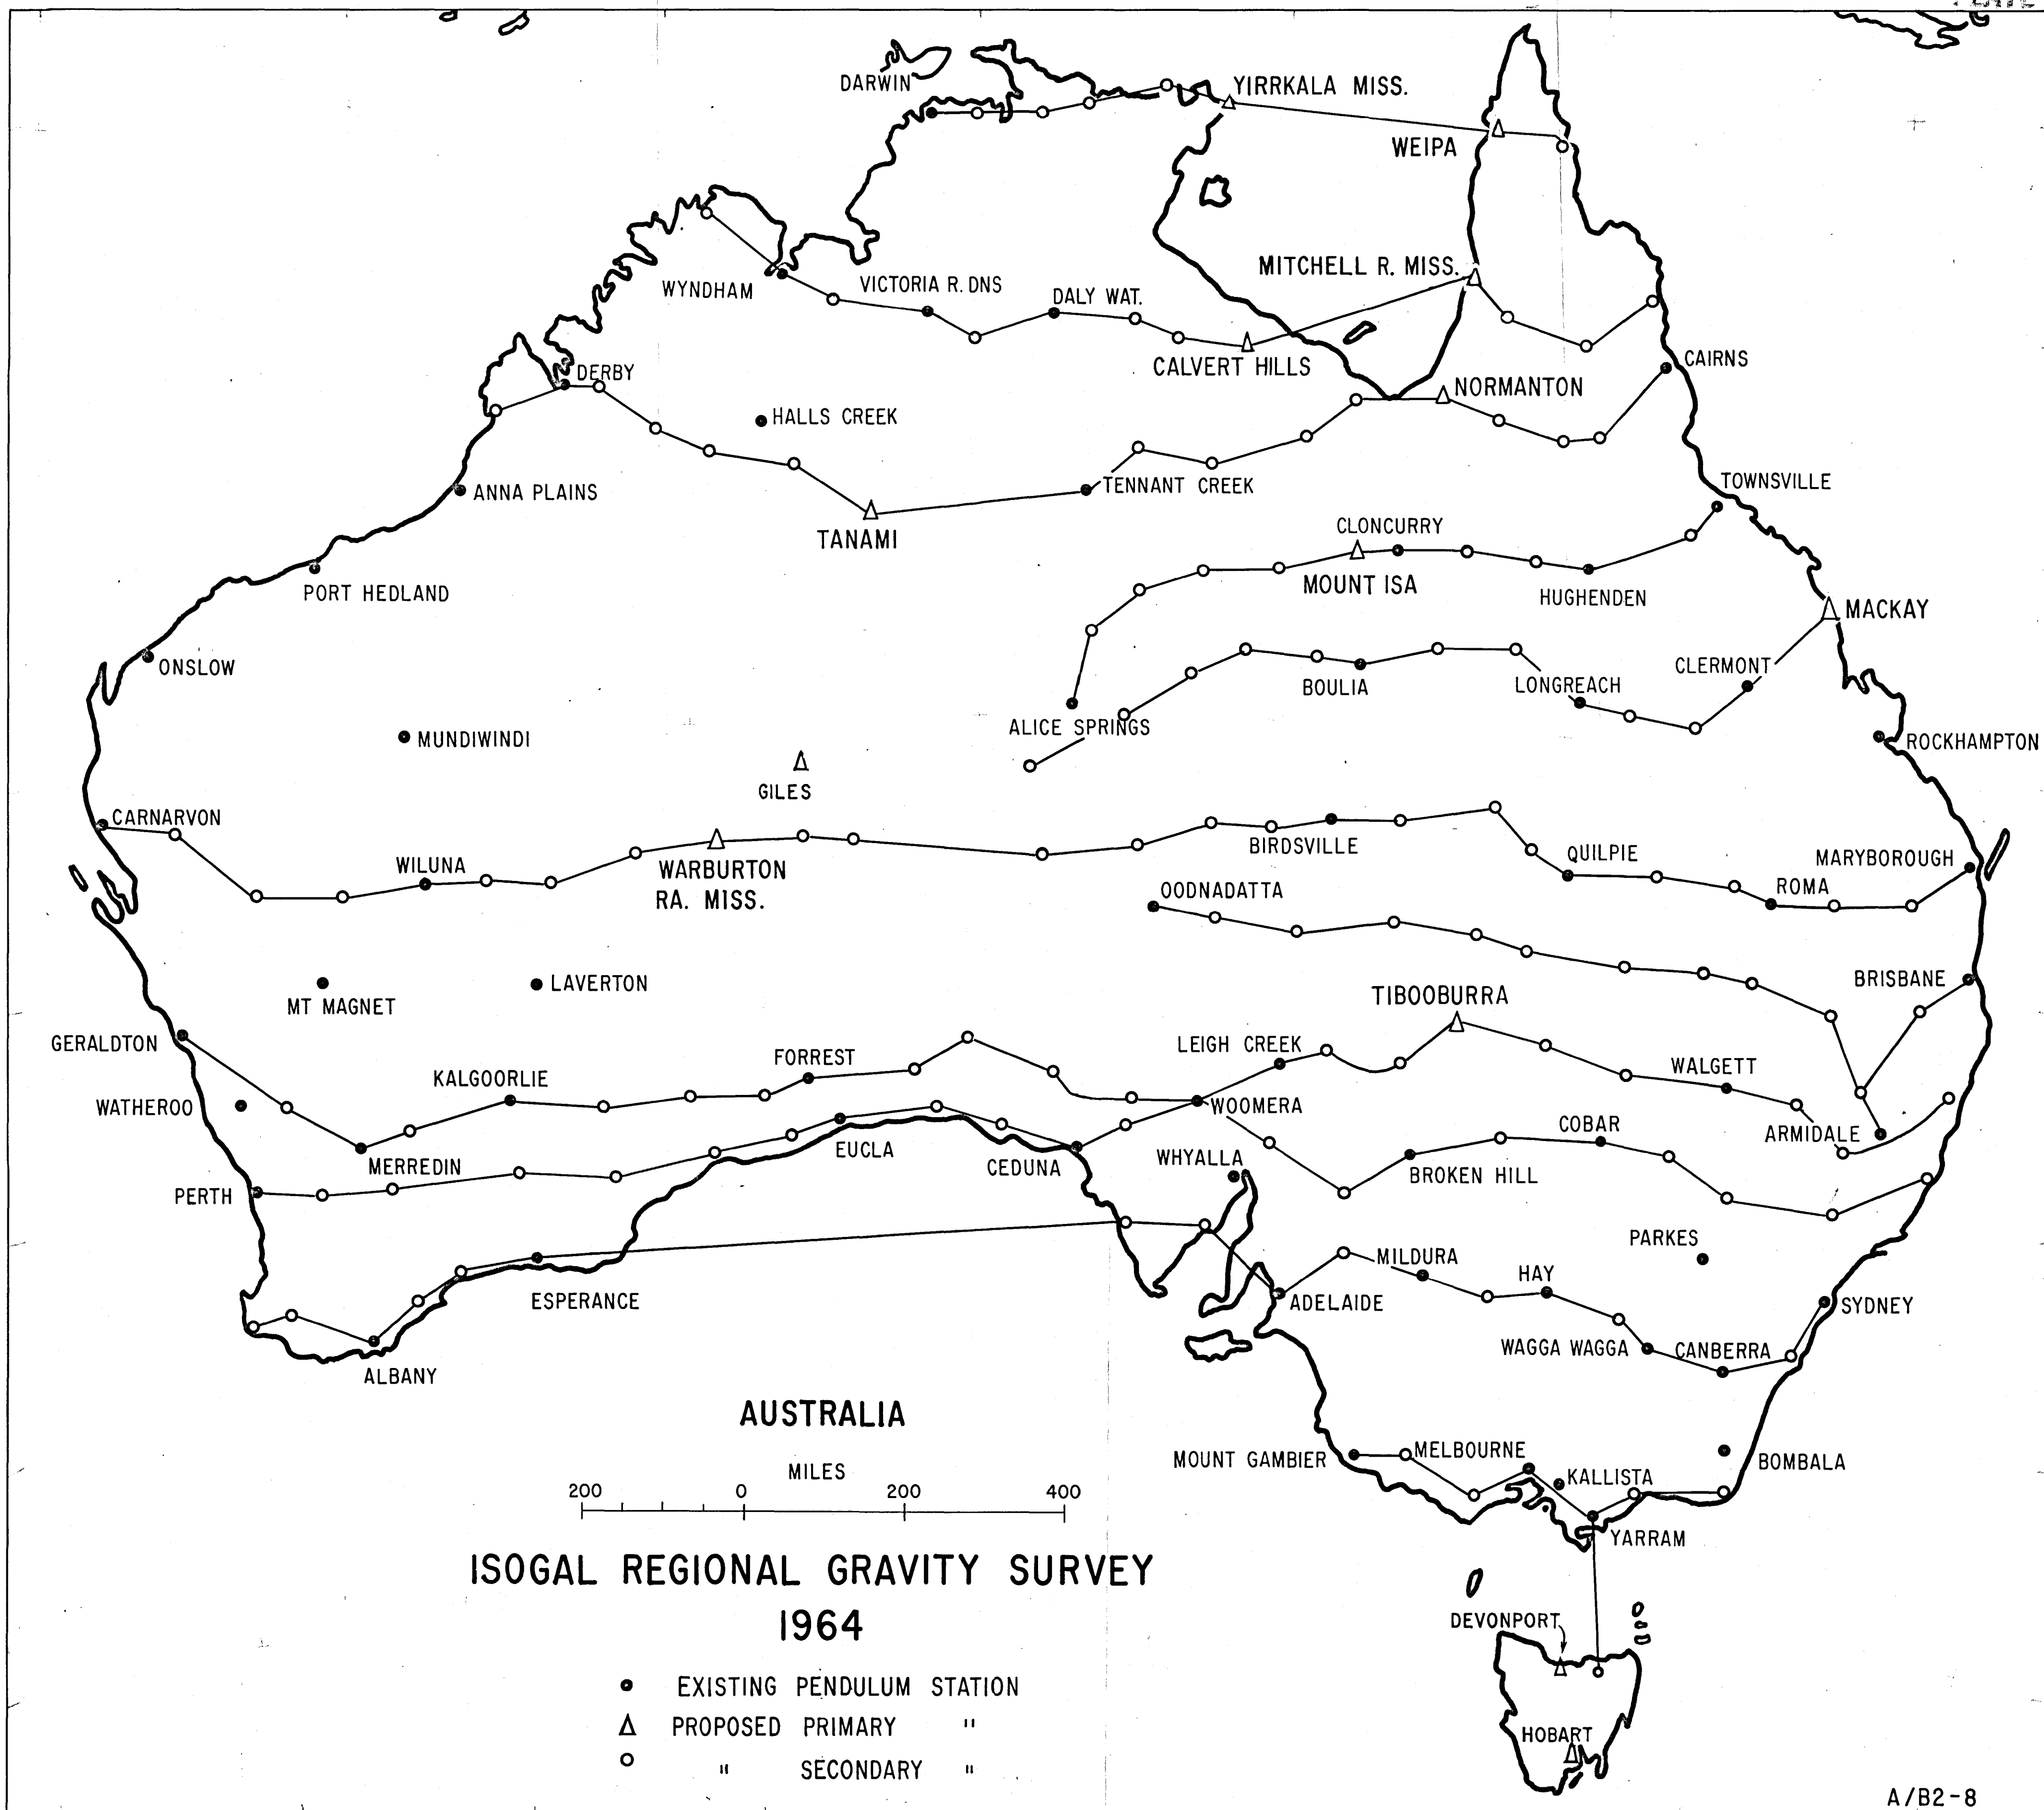 DARWIN
YIRRKALA MISS.
WEIPA
MITCHELL R. MISS.
WYNDHAM
VICTORIA R. DNS
DALY WAT.
CALVERT HILLS
CAIRNS
DERBY
NORMANTON
HALLS CREEK
ANNA PLAINS
TENNANT CREEK
TOWNSVILLE
TANAMI
CLONCURRY
PORT HEDLAND
MOUNT ISA
HUGHENDEN
MACKAY
ONSLOW
CLERMONT
BOULIA
LONGREACH
ALICE SPRINGS
MUNDIWINDI
ROCKHAMPTON
GILES
CARNARVON
BIRDSVILLE
QUILPIE
MARYBOROUGH
WILUNA
WARBURTON
RA. MISS.
OODNADATTA
ROMA
LAVERTON
BRISBANE
MT MAGNET
TIBOOBURRA
GERALDTON
LEIGH CREEK
FORREST
WALGETT
KALGOORLIE
WATHEROO
WOOMERA
COBAR
ARMIDALE
EUCLA
MERREDIN
CEDUNA
WHYALLA
BROKEN HILL
PERTH
PARKES
MILDURA
HAY
ESPERANCE
ADELAIDE
SYDNEY
WAGGA WAGGA
CANBERRA
ALBANY
AUSTRALIA
MELBOURNE
MOUNT GAMBIER
BOMBALA
MILES
KALLISTA
200 0 200 400
YARRAM
ISOGAL REGIONAL GRAVITY SURVEY
1964
DEVONPORT
EXISTING PENDULUM STATION
PROPOSED PRIMARY "
" SECONDARY "
HOBART
A/B2-8